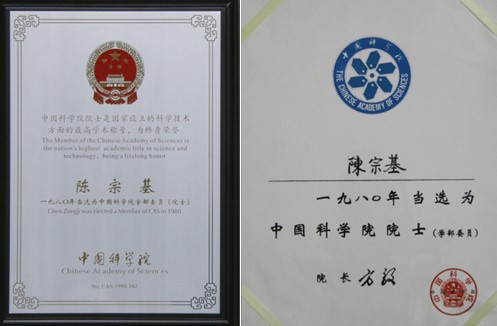 中国科学院院士是国家设立的科学技术
方面的最高学术称号，为终身荣誉
The Member of the Chinese Academy of Sciences is
the nation's highest academic title in science and
technology, being a lifelong honor
陈宗基
一九八〇年当选为中国科学院学部委员（院士）
Chen Zongji was elected a Member of CAS in 1980
中国科学院
Chinese Academy of Sciences
中国科学院
THE CHINESE ACADEMY OF SCIENCES
陳宗基
一九八〇年当选为
中国科学院院士（学部委员）
院长
中国科学院